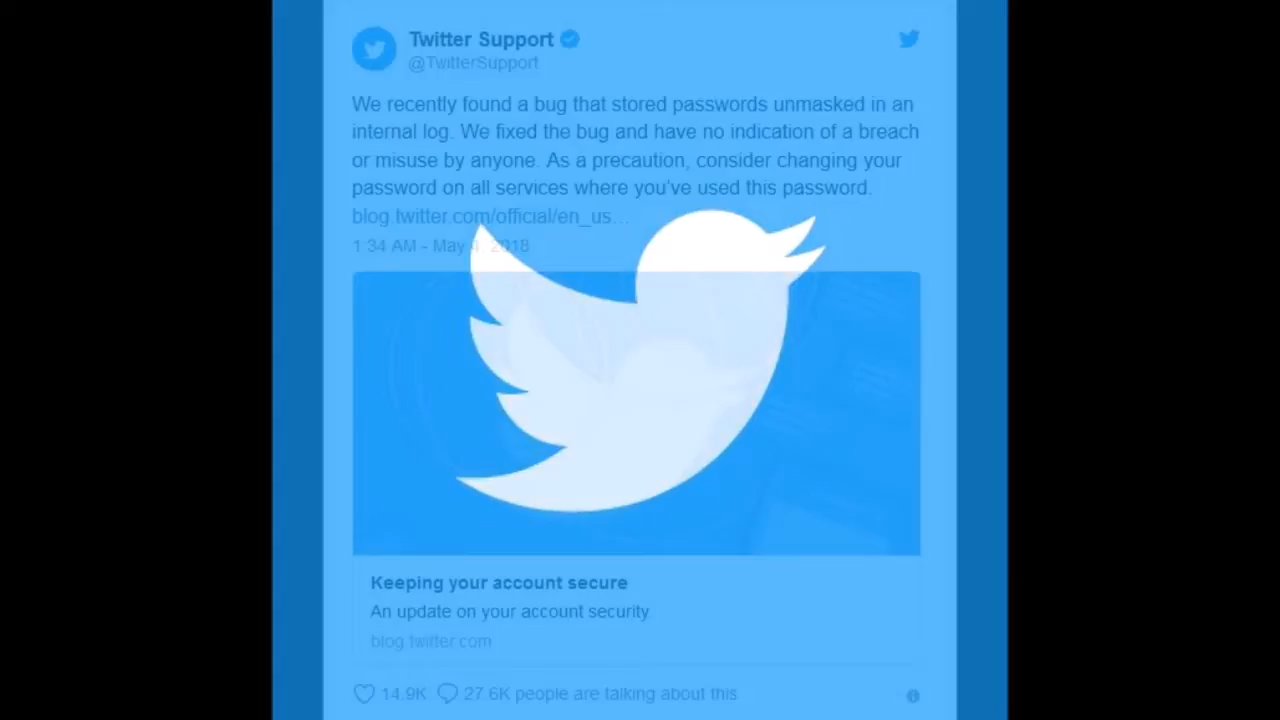 Twitter Support
@TwitterSupport
We recently found a bug that stored passwords unmasked in an
internal log. We fixed the bug and have no indication of a breach
or misuse by anyone. As a precaution, consider changing your
password on all services where you've used this password.
blog.twitter.com/official/en_us…
1:34 AM - May 4, 2018
Keeping your account secure
An update on your account security
blog.twitter.com
14.9K 27.6K people are talking about this